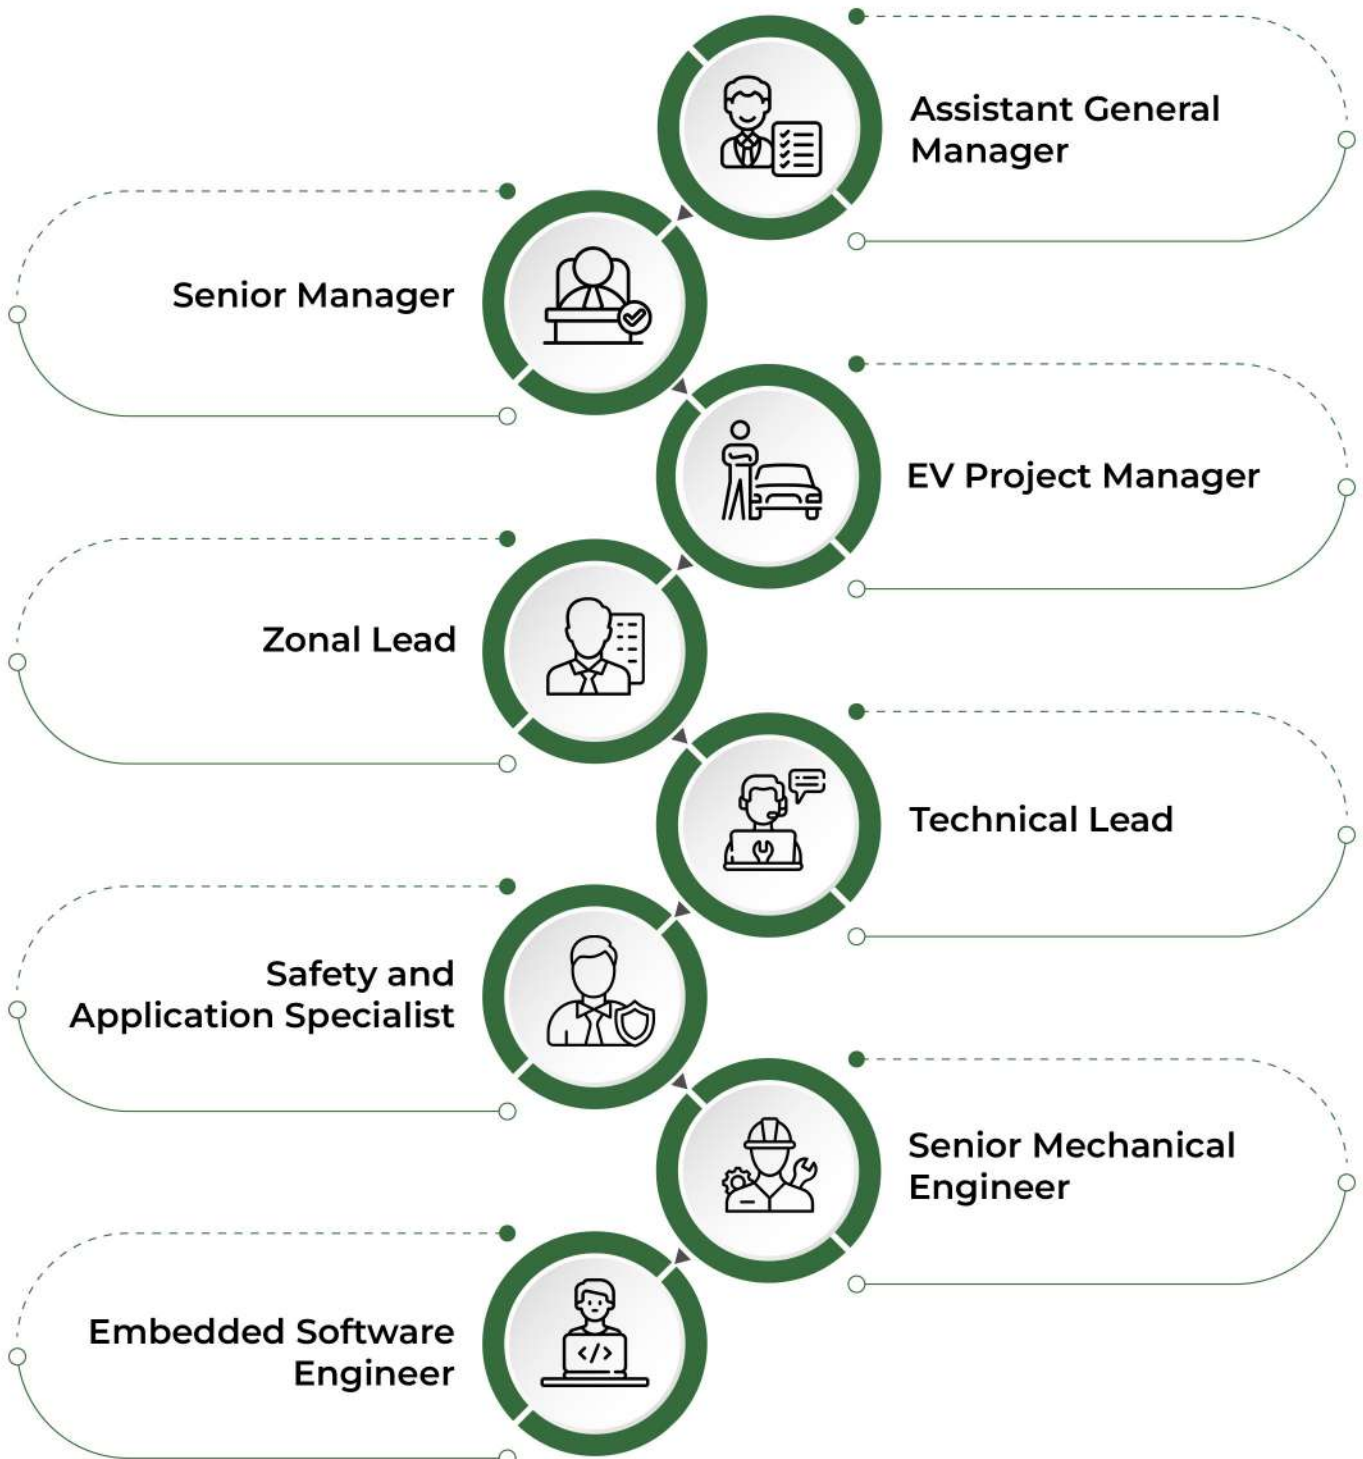 Assistant General
Manager
Senior Manager
EV Project Manager
Zonal Lead
Technical Lead
Safety and
Application Specialist
Senior Mechanical
Engineer
Embedded Software
Engineer